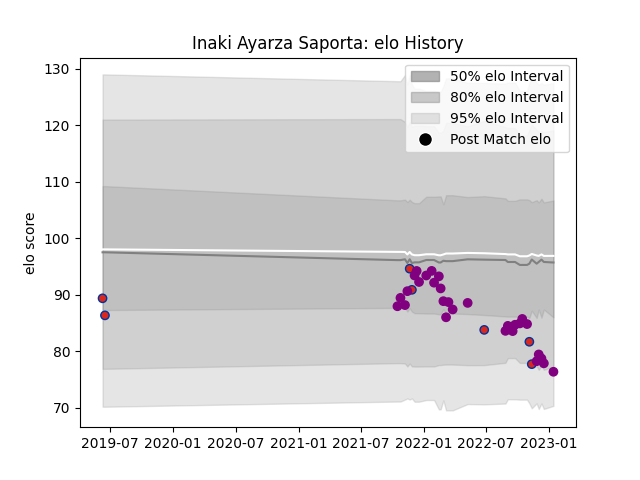 Inaki Ayarza Saporta: elo History
50% elo Interval
80% elo Interval
95% elo Interval
Post Match elo
elo score
130
120
110
100
90
80
70
2019-07 2020-01 2020-07 2021-01 2021-07 2022-01 2022-07 2023-01